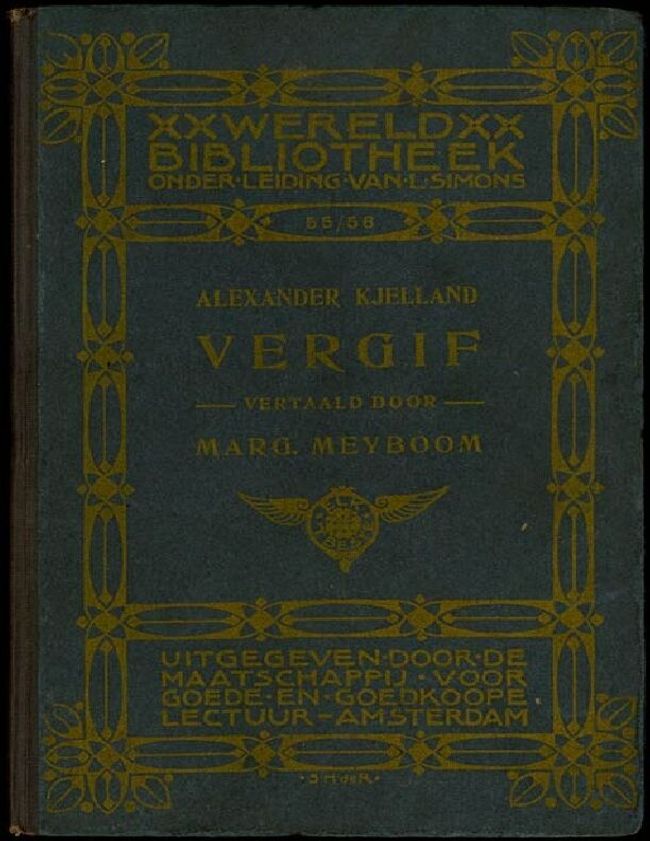 XXWERELDXX
BIBLIOTHEEK
ONDER·LEIDING·VAN·L·SIMONS
55/56
ALEXANDER KJELLAND
VERGIF
— VERTAALD DOOR —
MARG. MEYBOOM
UITGEGEVEN·DOOR·DE
MAATSCHAPPIJ·VOOR
GOEDE·EN·GOEDKOOPE
LECTUUR–AMSTERDAM